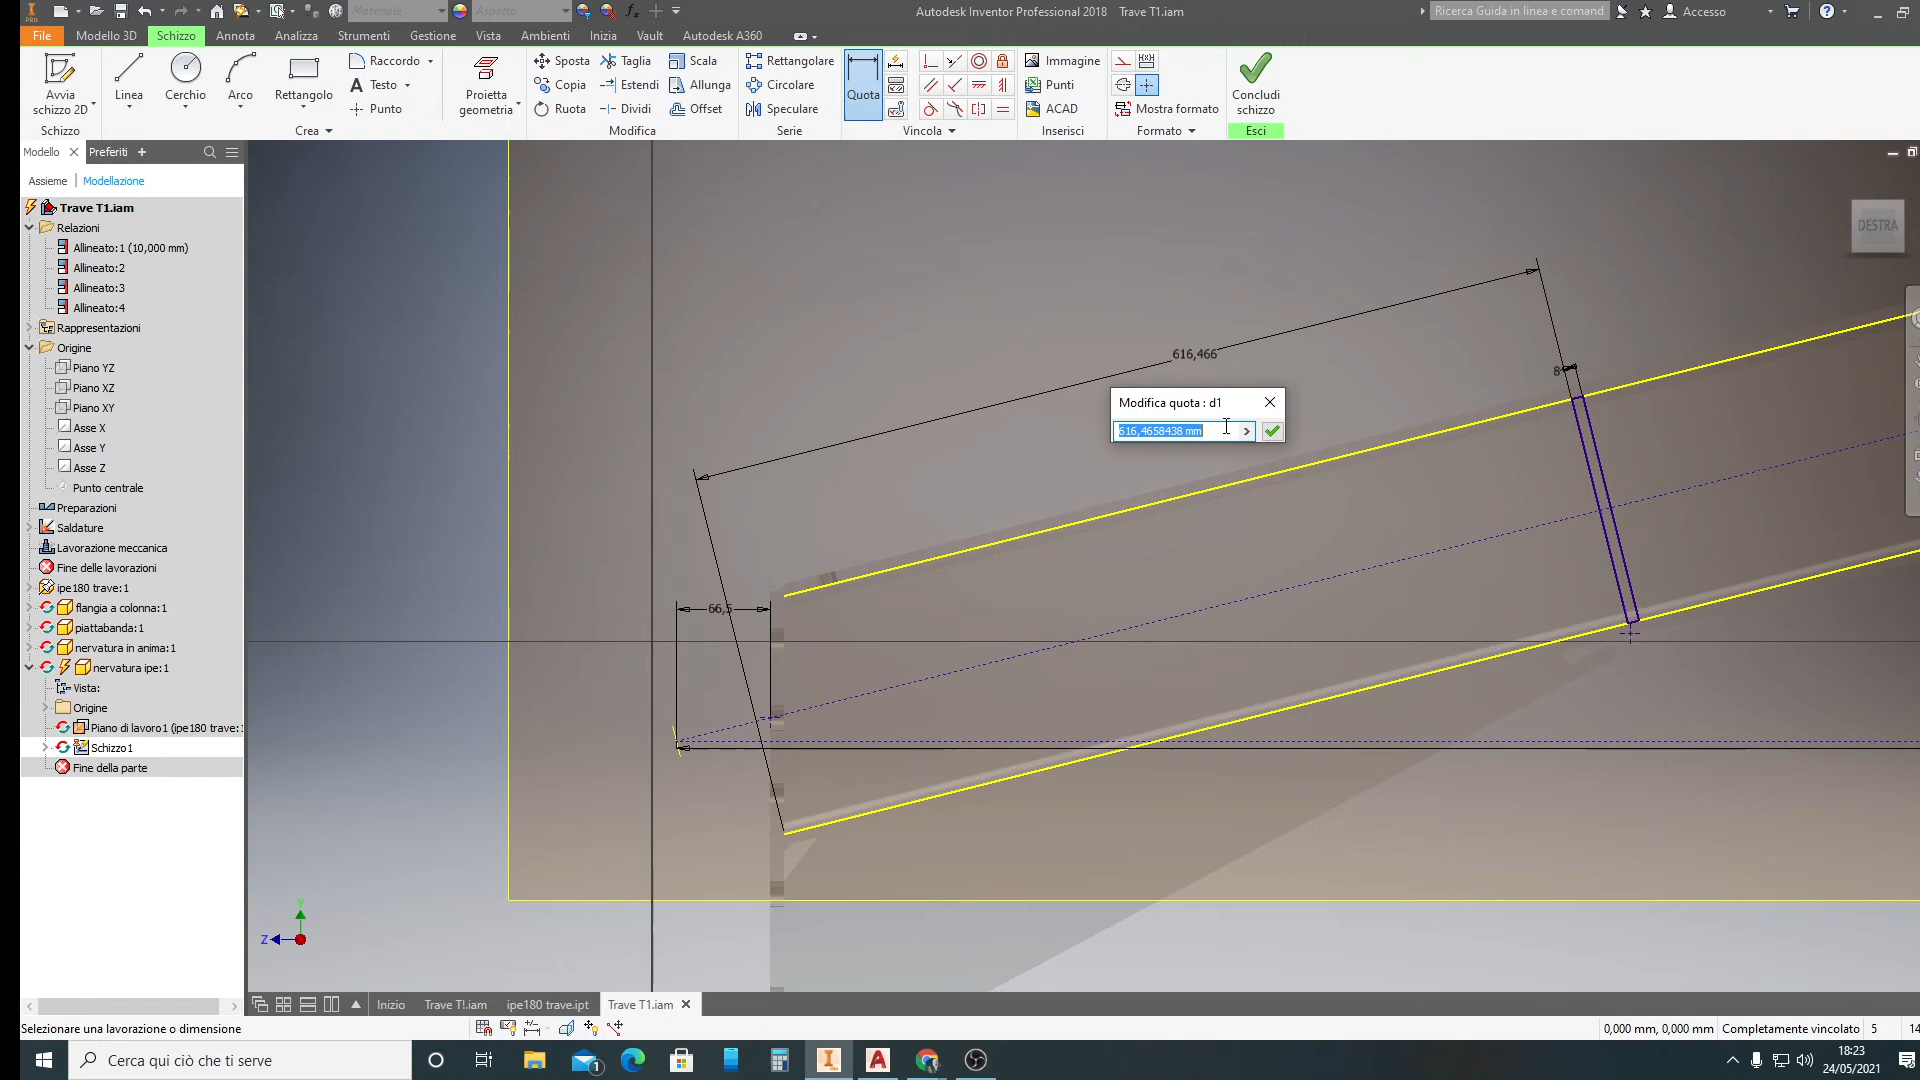 Materiale
Aspetto
Autodesk Inventor Professional 2018 Trave T1.iam
Ricerca Guida in linea e comand
Accesso
PRO
File Modello 3D Schizzo Annota Analizza Strumenti Gestione Vista Ambienti Inizia Vault Autodesk A360
Avvia schizzo 2D
Linea
Cerchio
Arco
Rettangolo
Raccordo
Testo
Punto
Proietta geometria
Sposta
Copia
Ruota
Taglia
Estendi
Dividi
Scala
Allunga
Offset
Rettangolare
Circolare
Speculare
Quota
Immagine
Punti
ACAD
Mostra formato
Concludi schizzo
Schizzo
Crea
Modifica
Serie
Vincola
Inserisci
Formato
Esci
Modello
Preferiti
Assieme
Modellazione
Trave T1.iam
Relazioni
Allineato:1 (10,000 mm)
Allineato:2
Allineato:3
Allineato:4
Rappresentazioni
Origine
Piano YZ
Piano XZ
Piano XY
Asse X
Asse Y
Asse Z
Punto centrale
Preparazioni
Saldature
Lavorazione meccanica
Fine delle lavorazioni
ipe180 trave:1
flangia a colonna:1
piattabanda:1
nervatura in anima:1
nervatura ipe:1
Vista:
Origine
Piano di lavoro1 (ipe180 trave:
Schizzo1
Fine della parte
DESTRA
616,466
8
Modifica quota : d1
616,4658438 mm
66,5
Y
Z
Inizio
Trave T!.iam
ipe180 trave.ipt
Trave T1.iam
Selezionare una lavorazione o dimensione
0,000 mm, 0,000 mm
Completamente vincolato
5
14
Cerca qui ciò che ti serve
1
18:23
24/05/2021